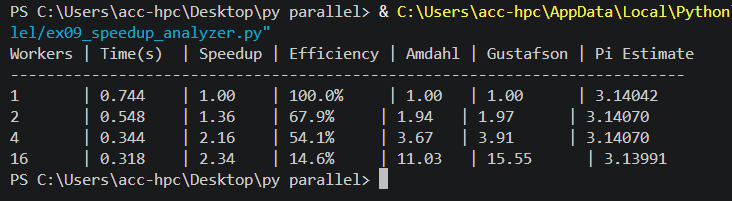 PS C:\Users\acc-hpc\Desktop\py parallel> & C:\Users\acc-hpc\AppData\Local\Python
lel/ex09_speedup_analyzer.py"
Workers | Time(s)  | Speedup | Efficiency | Amdahl | Gustafson | Pi Estimate
---------------------------------------------------------------------------
1       | 0.744    | 1.00    | 100.0%     | 1.00   | 1.00      | 3.14042
2       | 0.548    | 1.36    | 67.9%     | 1.94   | 1.97      | 3.14070
4       | 0.344    | 2.16    | 54.1%     | 3.67   | 3.91      | 3.14070
16      | 0.318    | 2.34    | 14.6%     | 11.03   | 15.55      | 3.13991
PS C:\Users\acc-hpc\Desktop\py parallel>